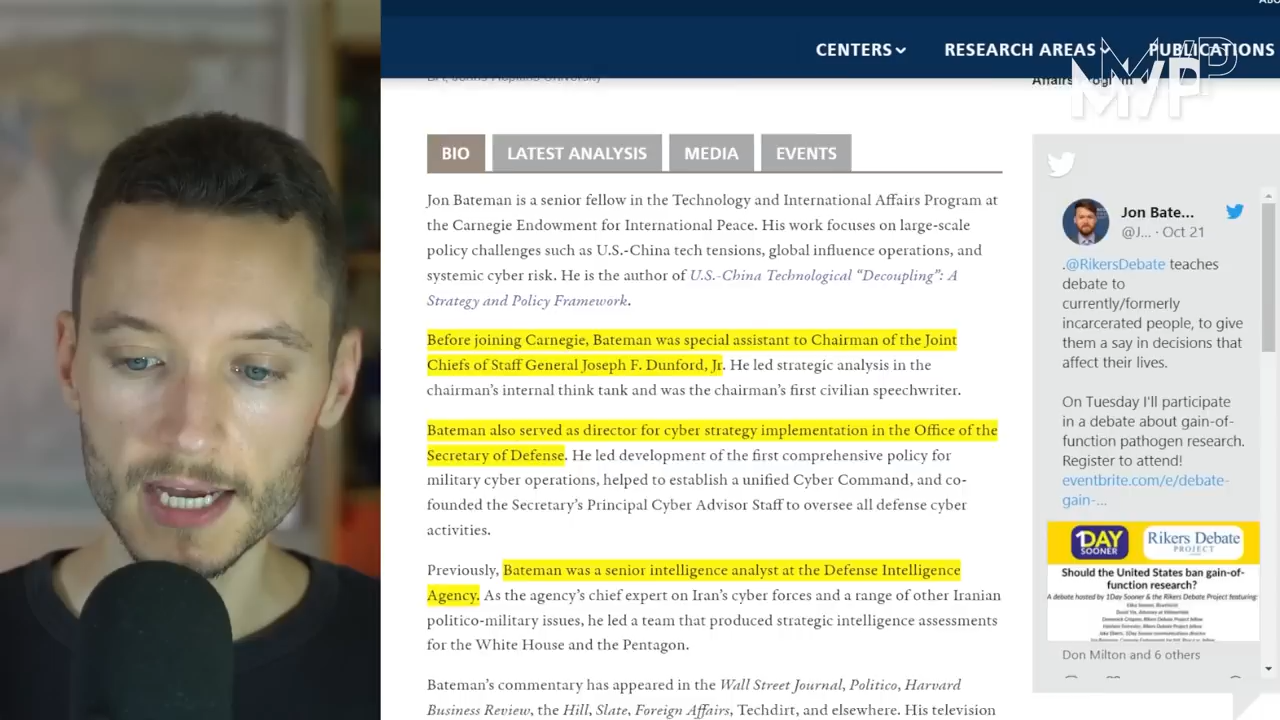 CENTERS
RESEARCH AREAS
PUBLICATIONS
MVP
BIO
LATEST ANALYSIS
MEDIA
EVENTS
Jon Bateman is a senior fellow in the Technology and International Affairs Program at
the Carnegie Endowment for International Peace. His work focuses on large-scale
policy challenges such as U.S.-China tech tensions, global influence operations, and
systemic cyber risk. He is the author of U.S.-China Technological “Decoupling”: A
Strategy and Policy Framework.
Before joining Carnegie, Bateman was special assistant to Chairman of the Joint
Chiefs of Staff General Joseph F. Dunford, Jr. He led strategic analysis in the
chairman’s internal think tank and was the chairman’s first civilian speechwriter.
Bateman also served as director for cyber strategy implementation in the Office of the
Secretary of Defense. He led development of the first comprehensive policy for
military cyber operations, helped to establish a unified Cyber Command, and co-
founded the Secretary’s Principal Cyber Advisor Staff to oversee all defense cyber
activities.
Previously, Bateman was a senior intelligence analyst at the Defense Intelligence
Agency. As the agency’s chief expert on Iran’s cyber forces and a range of other Iranian
politico-military issues, he led a team that produced strategic intelligence assessments
for the White House and the Pentagon.
Bateman’s commentary has appeared in the Wall Street Journal, Politico, Harvard
Business Review, the Hill, Slate, Foreign Affairs, Techdirt, and elsewhere. His television
Jon Bate...
@J... · Oct 21
.@RikersDebate teaches
debate to
currently/formerly
incarcerated people, to give
them a say in decisions that
affect their lives.
On Tuesday I'll participate
in a debate about gain-of-
function pathogen research.
Register to attend!
eventbrite.com/e/debate-
gain-...
1DAY
SOONER
Rikers Debate
PROJECT
Should the United States ban gain-of-
function research?
A debate hosted by 1Day Sooner & the Rikers Debate Project featuring:
Don Milton and 6 others